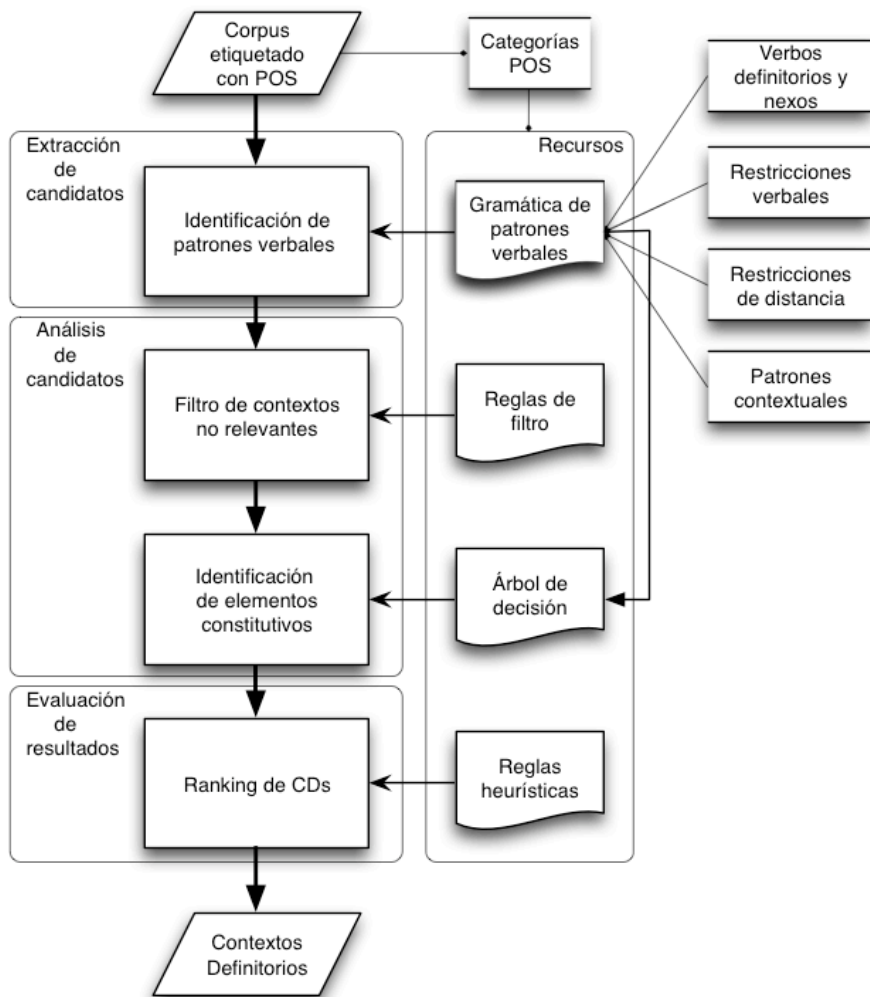 Corpus
etiquetado
con POS
Categorías
POS
Verbos
definitorios y
nexos
Extracción
de
candidatos
Recursos
Identificación de
patrones verbales
Gramática de
patrones
verbales
Restricciones
verbales
Restricciones
de distancia
Análisis
de
candidatos
Filtro de contextos
no relevantes
Reglas de
filtro
Patrones
contextuales
Identificación
de elementos
constitutivos
Árbol de
decisión
Evaluación
de
resultados
Ranking de CDs
Reglas
heurísticas
Contextos
Definitorios